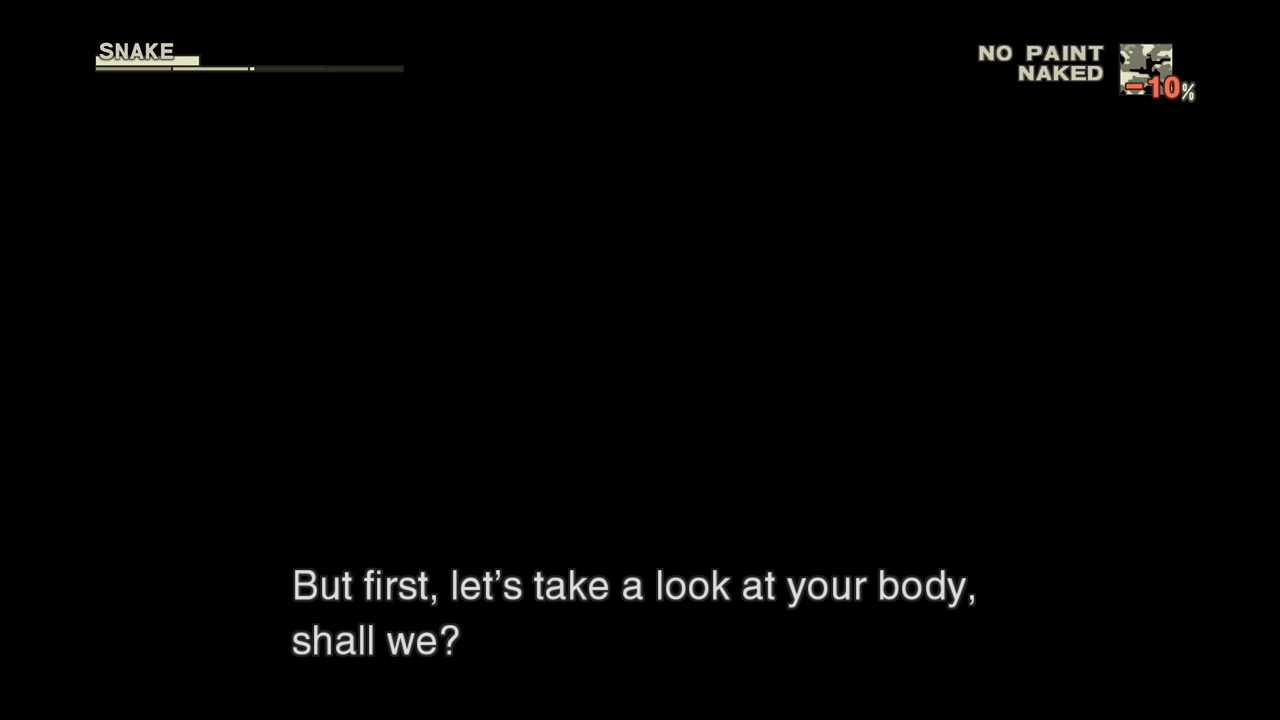 SNAKE
NO PAINT
NAKED
-10%
But first, let's take a look at your body,
shall we?